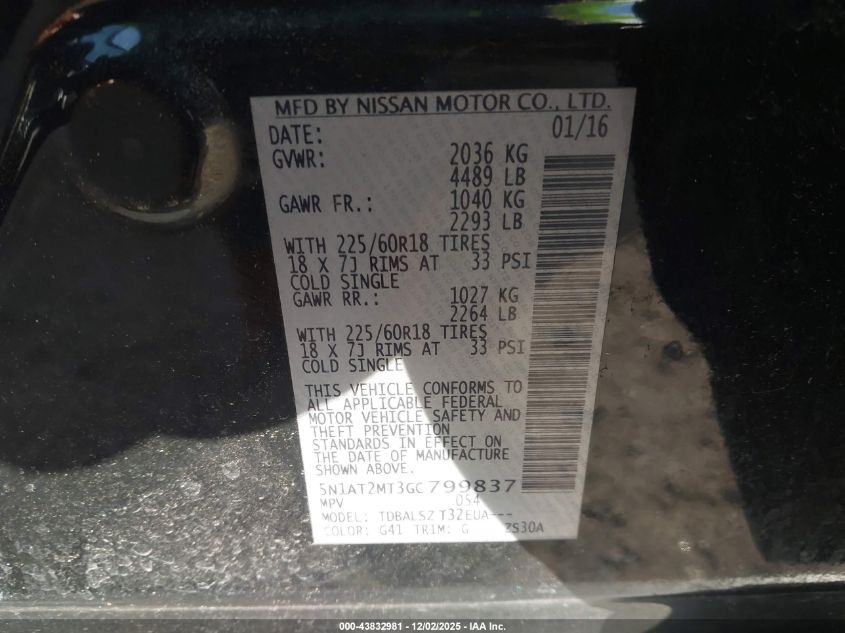 MFD BY NISSAN MOTOR CO., LTD.
DATE: 01/16
GVWR: 2036 KG
4489 LB
GAWR FR.: 1040 KG
2293 LB
WITH 225/60R18 TIRES
18 X 7J RIMS AT 33 PSI
COLD SINGLE
GAWR RR.: 1027 KG
2264 LB
WITH 225/60R18 TIRES
18 X 7J RIMS AT 33 PSI
COLD SINGLE
THIS VEHICLE CONFORMS TO
ALL APPLICABLE FEDERAL
MOTOR VEHICLE SAFETY AND
THEFT PREVENTION
STANDARDS IN EFFECT ON
THE DATE OF MANUFACTURE
SHOWN ABOVE.
5N1AT2MT3GC799837
MPV 054
MODEL: TDBALSZ T32EUA---
COLOR: G41 TRIM: G ZS30A
000-43832981 - 12/02/2025 - IAA Inc.